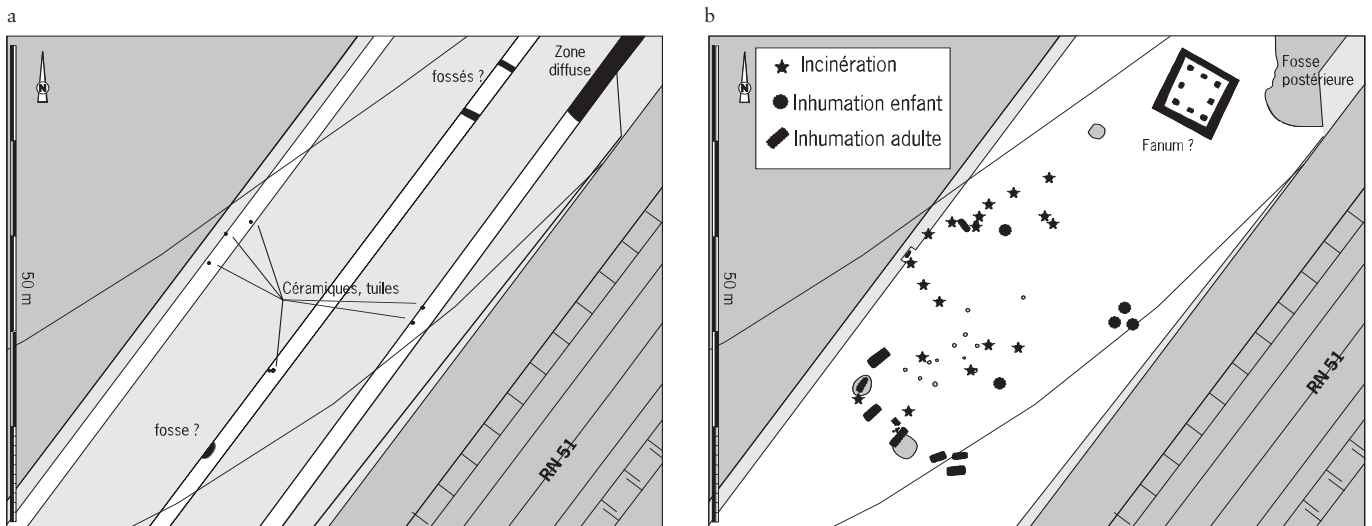 a
N
50 m
fossés ?
Zone
diffuse
Céramiques, tuiles
fosse ?
RN 51
b
N
50 m
Incinération
Inhumation enfant
Inhumation adulte
Fosse
postérieure
Fanum ?
RN 51